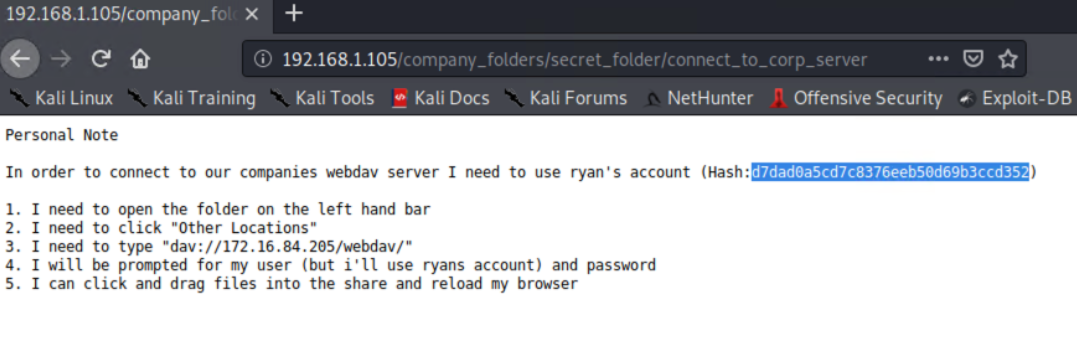 192.168.1.105/company_fol
192.168.1.105/company_folders/secret_folder/connect_to_corp_server
Kali Linux Kali Training Kali Tools Kali Docs Kali Forums NetHunter Offensive Security Exploit-DB
Personal Note
In order to connect to our companies webdav server I need to use ryan's account (Hash:d7dad0a5cd7c8376eeb50d69b3ccd352)
1. I need to open the folder on the left hand bar
2. I need to click "Other Locations"
3. I need to type "dav://172.16.84.205/webdav/"
4. I will be prompted for my user (but i'll use ryans account) and password
5. I can click and drag files into the share and reload my browser